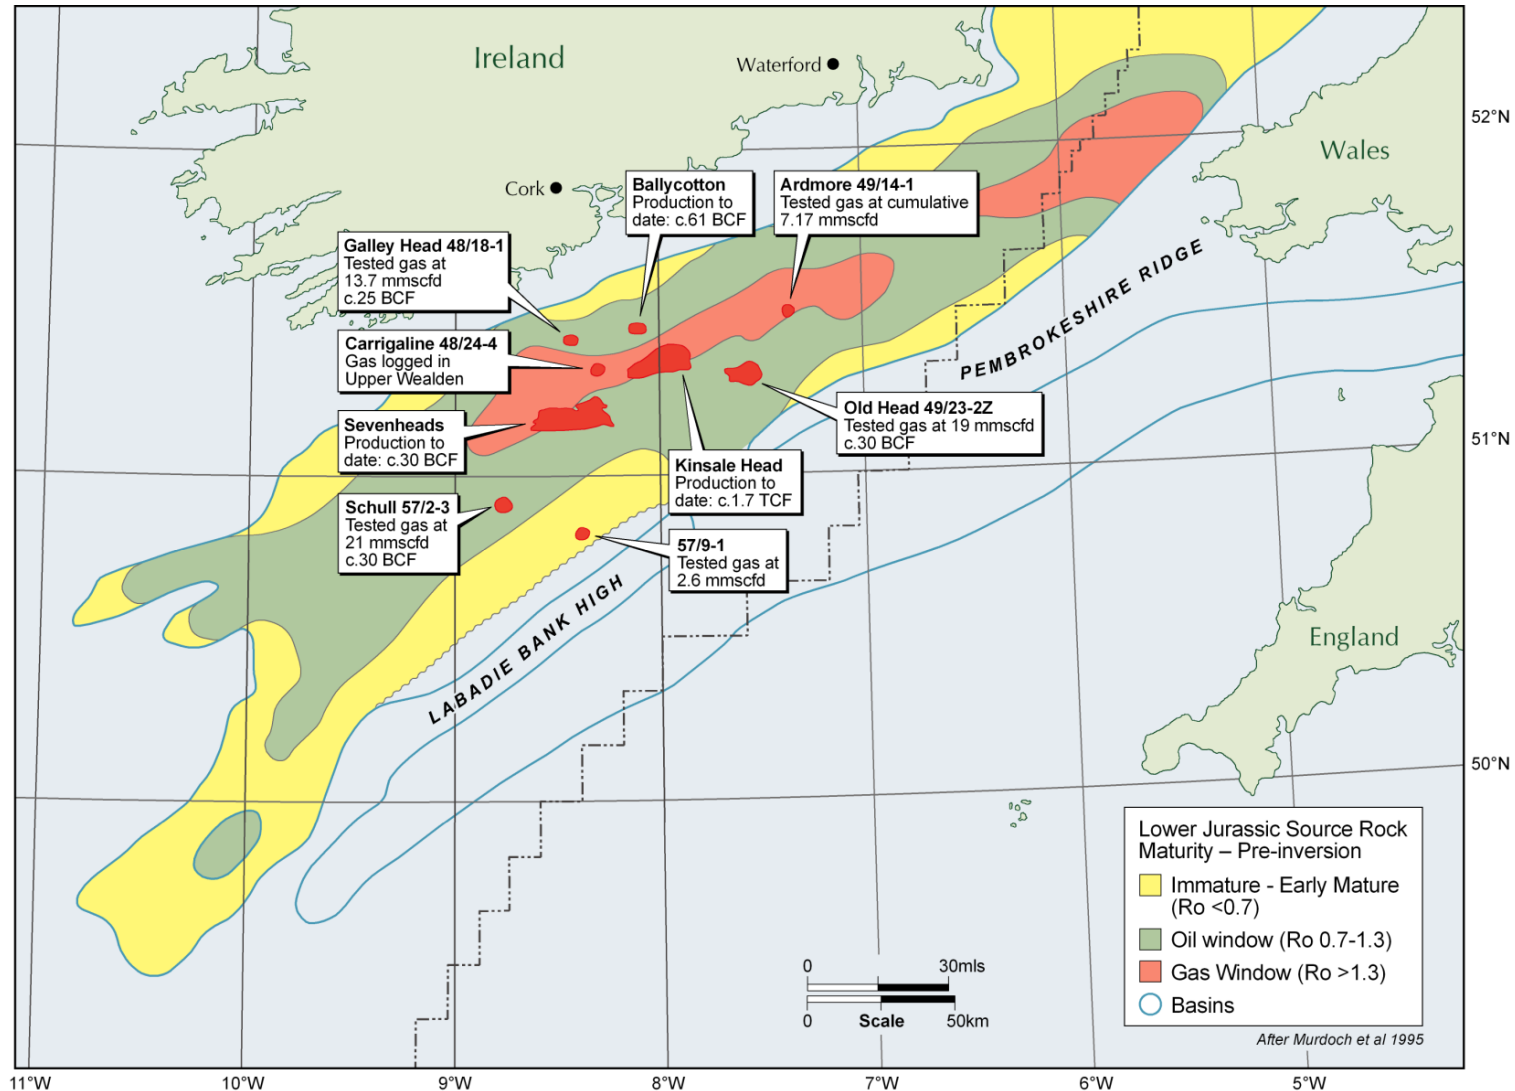 Ireland
Waterford
52°N
Wales
Cork
Ballycotton
Production to
date: c.61 BCF
Ardmore 49/14-1
Tested gas at cumulative
7.17 mmscfd
Galley Head 48/18-1
Tested gas at
13.7 mmscfd
c.25 BCF
PEMBROKESHIRE RIDGE
Carrigaline 48/24-4
Gas logged in
Upper Wealden
Old Head 49/23-2Z
Tested gas at 19 mmscfd
c.30 BCF
Sevenheads
Production to
date: c.30 BCF
51°N
Kinsale Head
Production to
date: c.1.7 TCF
Schull 57/2-3
Tested gas at
21 mmscfd
c.30 BCF
57/9-1
Tested gas at
2.6 mmscfd
LABADIE BANK HIGH
England
50°N
Lower Jurassic Source Rock
Maturity – Pre-inversion
Immature - Early Mature
(Ro <0.7)
Oil window (Ro 0.7-1.3)
Gas Window (Ro >1.3)
Basins
0 30mls
0 Scale 50km
After Murdoch et al 1995
11°W 10°W 9°W 8°W 7°W 6°W 5°W